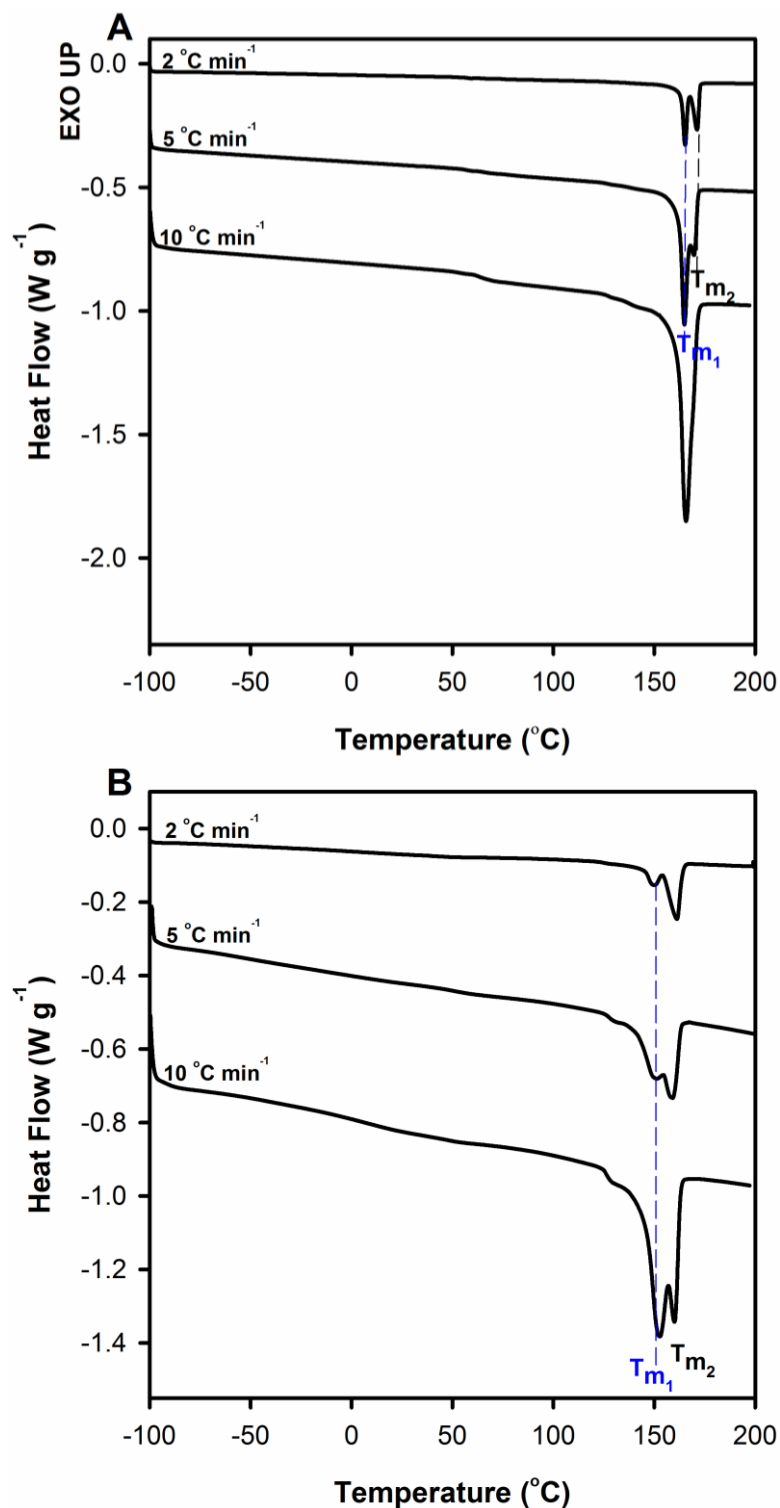 A
EXO UP
Heat Flow (W g⁻¹)
0.0
-0.5
-1.0
-1.5
-2.0
2 °C min⁻¹
5 °C min⁻¹
10 °C min⁻¹
Tm₂
Tm₁
-100 -50 0 50 100 150 200
Temperature (°C)
B
Heat Flow (W g⁻¹)
0.0
-0.2
-0.4
-0.6
-0.8
-1.0
-1.2
-1.4
2 °C min⁻¹
5 °C min⁻¹
10 °C min⁻¹
Tm₁ Tm₂
-100 -50 0 50 100 150 200
Temperature (°C)